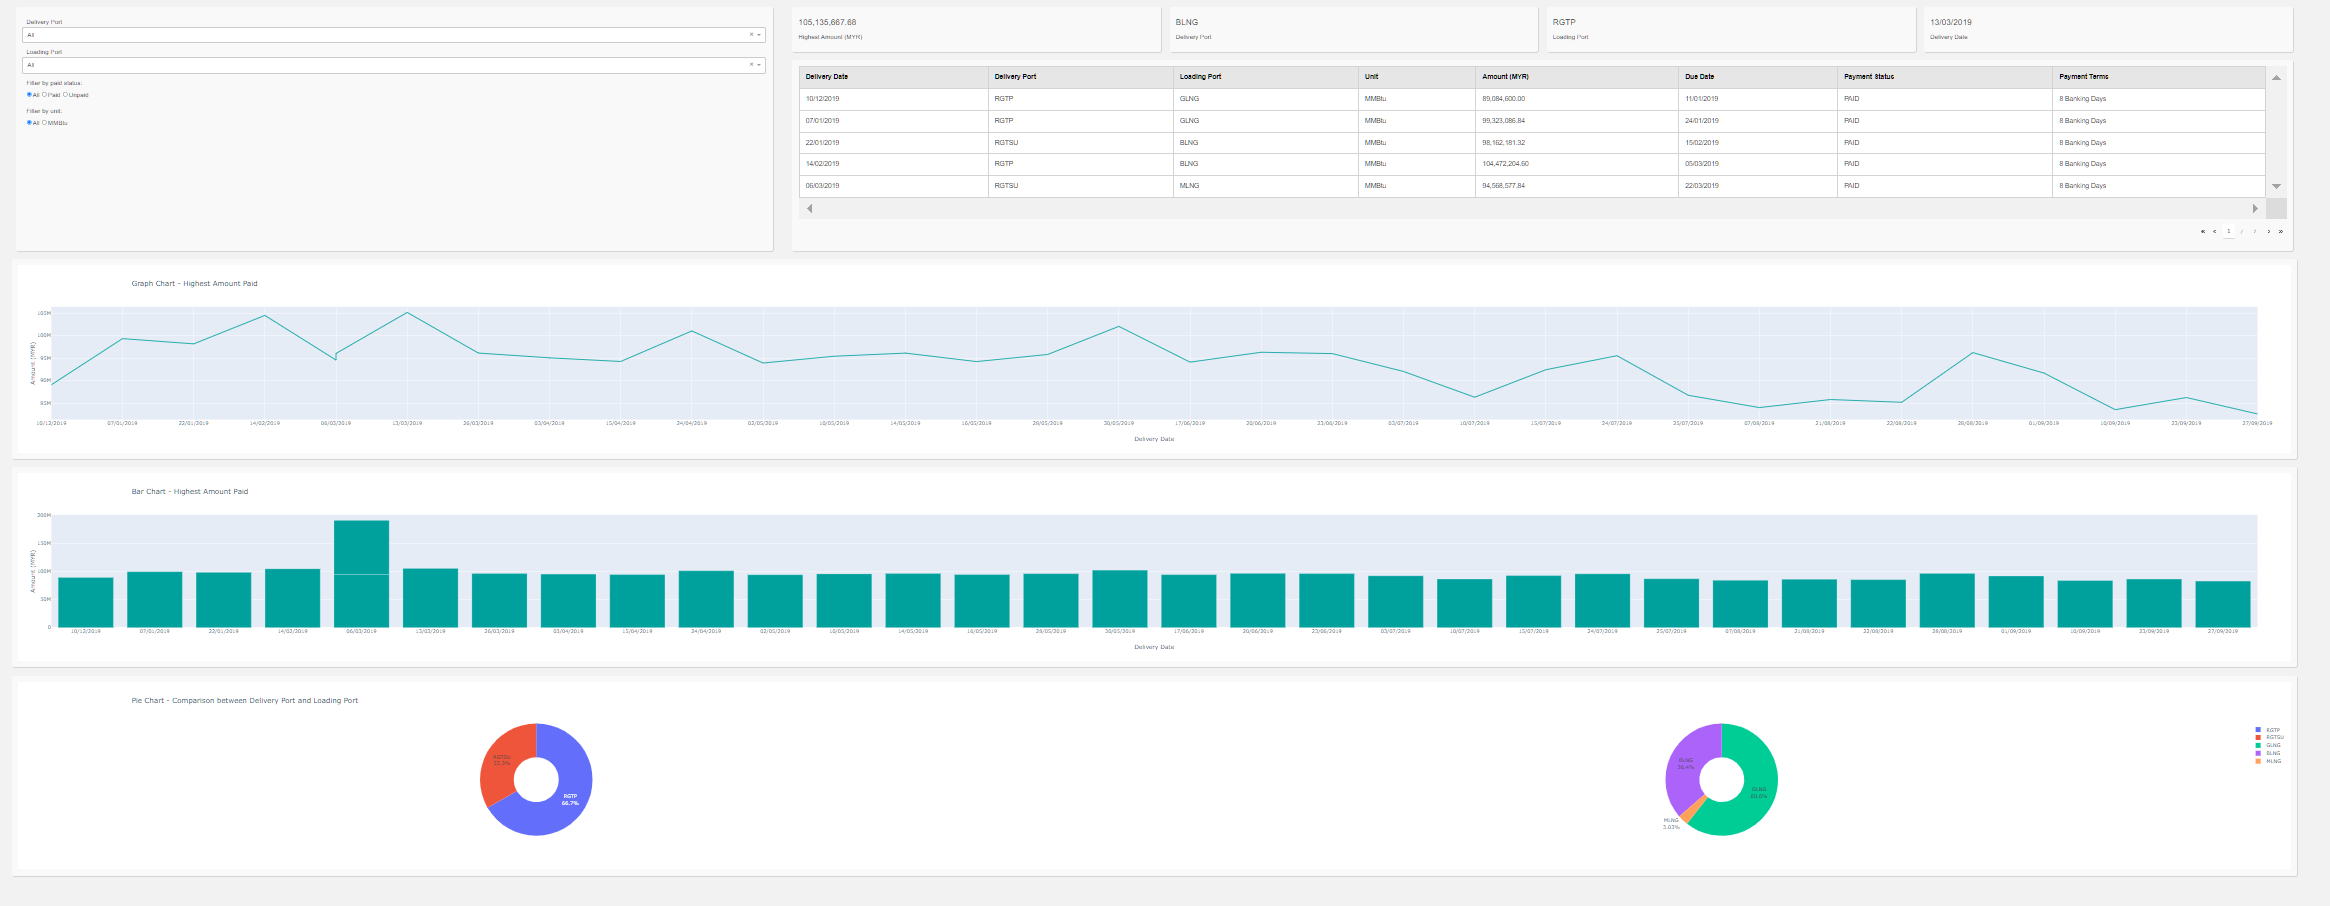 Delivery Port
All
Loading Port
All
Filter by paid status:
All Paid Unpaid
Filter by unit:
All MMBtu
105,135,667.68
Highest Amount (MYR)
BLNG
Delivery Port
RGTP
Loading Port
13/03/2019
Delivery Date
Delivery Date Delivery Port Loading Port Unit Amount (MYR) Due Date Payment Status Payment Terms
10/12/2019 RGTP GLNG MMBtu 89,084,600.00 11/01/2019 PAID 8 Banking Days
07/01/2019 RGTP GLNG MMBtu 99,323,086.84 24/01/2019 PAID 8 Banking Days
22/01/2019 RGTSU BLNG MMBtu 98,162,181.32 15/02/2019 PAID 8 Banking Days
14/02/2019 RGTP BLNG MMBtu 104,472,204.60 05/03/2019 PAID 8 Banking Days
06/03/2019 RGTSU MLNG MMBtu 94,568,577.84 22/03/2019 PAID 8 Banking Days
« ‹ 1 / 7 › »
Graph Chart - Highest Amount Paid
105M
100M
95M
90M
85M
Amount (MYR)
10/12/2019 07/01/2019 22/01/2019 14/02/2019 06/03/2019 13/03/2019 26/03/2019 03/04/2019 15/04/2019 24/04/2019 02/05/2019 10/05/2019 14/05/2019 16/05/2019 28/05/2019 30/05/2019 17/06/2019 20/06/2019 23/06/2019 03/07/2019 10/07/2019 15/07/2019 24/07/2019 25/07/2019 07/08/2019 21/08/2019 22/08/2019 28/08/2019 01/09/2019 10/09/2019 23/09/2019 27/09/2019
Delivery Date
Bar Chart - Highest Amount Paid
200M
150M
100M
50M
0
Amount (MYR)
10/12/2019 07/01/2019 22/01/2019 14/02/2019 06/03/2019 13/03/2019 26/03/2019 03/04/2019 15/04/2019 24/04/2019 02/05/2019 10/05/2019 14/05/2019 16/05/2019 28/05/2019 30/05/2019 17/06/2019 20/06/2019 23/06/2019 03/07/2019 10/07/2019 15/07/2019 24/07/2019 25/07/2019 07/08/2019 21/08/2019 22/08/2019 28/08/2019 01/09/2019 10/09/2019 23/09/2019 27/09/2019
Delivery Date
Pie Chart - Comparison between Delivery Port and Loading Port
RGTSU
33.3%
RGTP
66.7%
BLNG
36.4%
GLNG
60.6%
MLNG
3.03%
RGTP
RGTSU
GLNG
BLNG
MLNG